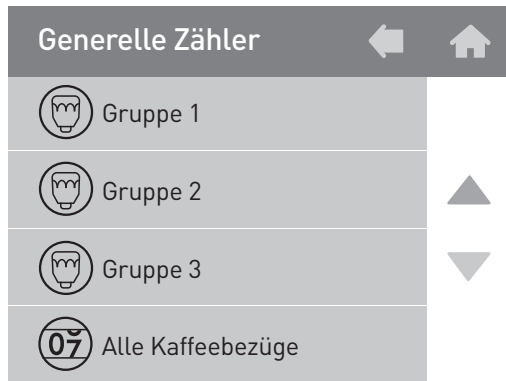 Generelle Zähler
Gruppe 1
Gruppe 2
Gruppe 3
07 Alle Kaffeebezüge